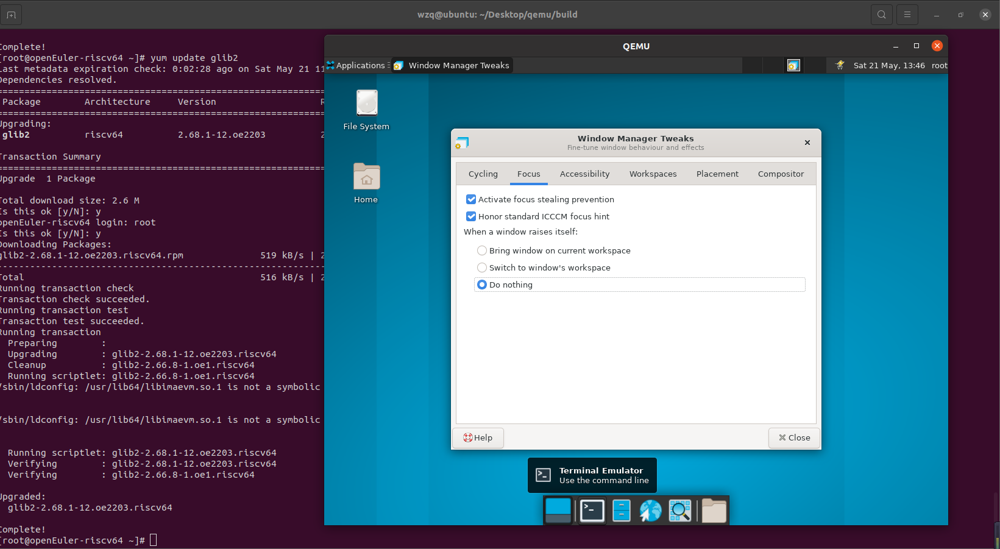 wzq@ubuntu: ~/Desktop/qemu/build
Complete!
[root@openEuler-riscv64 ~]# yum update glib2
Last metadata expiration check: 0:02:28 ago on Sat May 21 11
Dependencies resolved.
Package Architecture Version
Upgrading:
glib2 riscv64 2.68.1-12.oe2203 2
Transaction Summary
Upgrade 1 Package
Total download size: 2.6 M
Is this ok [y/N]: y
openEuler-riscv64 login: root
Is this ok [y/N]: y
Downloading Packages:
glib2-2.68.1-12.oe2203.riscv64.rpm 519 kB/s | 2
Total 516 kB/s | 2
Running transaction check
Transaction check succeeded.
Running transaction test
Transaction test succeeded.
Running transaction
Preparing :
Upgrading : glib2-2.68.1-12.oe2203.riscv64
Cleanup : glib2-2.66.8-1.oe1.riscv64
Running scriptlet: glib2-2.66.8-1.oe1.riscv64
/sbin/ldconfig: /usr/lib64/libimaevm.so.1 is not a symbolic
/sbin/ldconfig: /usr/lib64/libimaevm.so.1 is not a symbolic
Running scriptlet: glib2-2.68.1-12.oe2203.riscv64
Verifying : glib2-2.68.1-12.oe2203.riscv64
Verifying : glib2-2.66.8-1.oe1.riscv64
Upgraded:
glib2-2.68.1-12.oe2203.riscv64
Complete!
[root@openEuler-riscv64 ~]#
QEMU
Applications
Window Manager Tweaks
Sat 21 May, 13:46 root
File System
Home
Window Manager Tweaks
Fine-tune window behaviour and effects
Cycling Focus Accessibility Workspaces Placement Compositor
Activate focus stealing prevention
Honor standard ICCCM focus hint
When a window raises itself:
Bring window on current workspace
Switch to window's workspace
Do nothing
Help
Close
Terminal Emulator
Use the command line